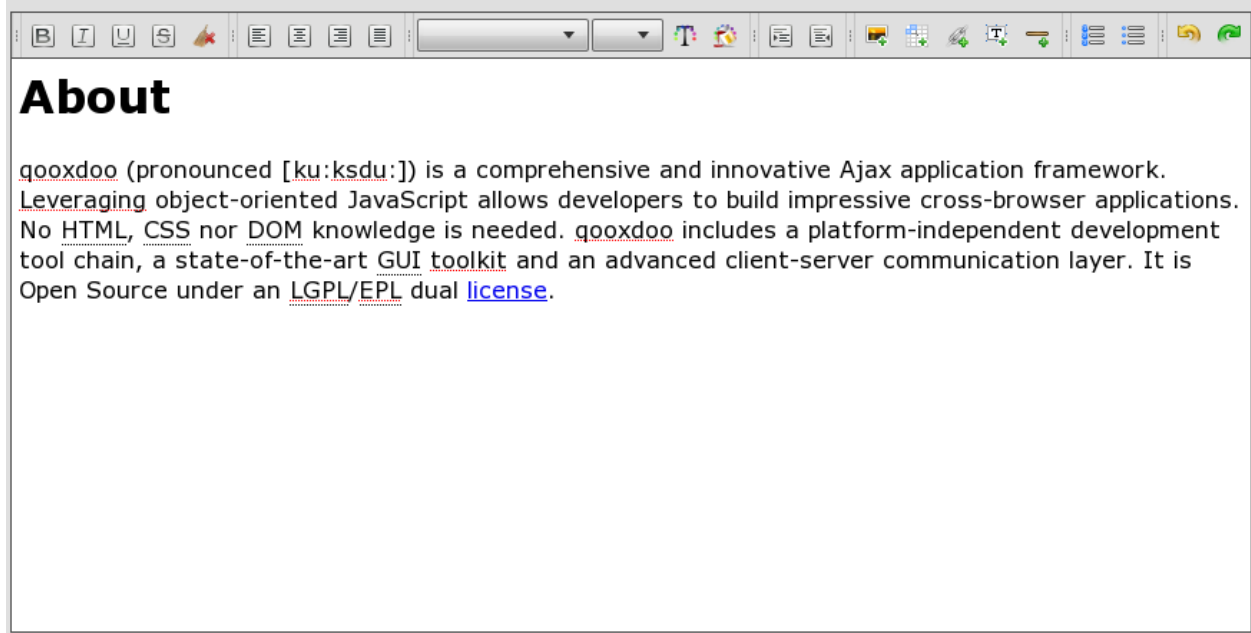 About
qooxdoo (pronounced [ku:ksdu:]) is a comprehensive and innovative Ajax application framework.
Leveraging object-oriented JavaScript allows developers to build impressive cross-browser applications.
No HTML, CSS nor DOM knowledge is needed. qooxdoo includes a platform-independent development
tool chain, a state-of-the-art GUI toolkit and an advanced client-server communication layer. It is
Open Source under an LGPL/EPL dual license.